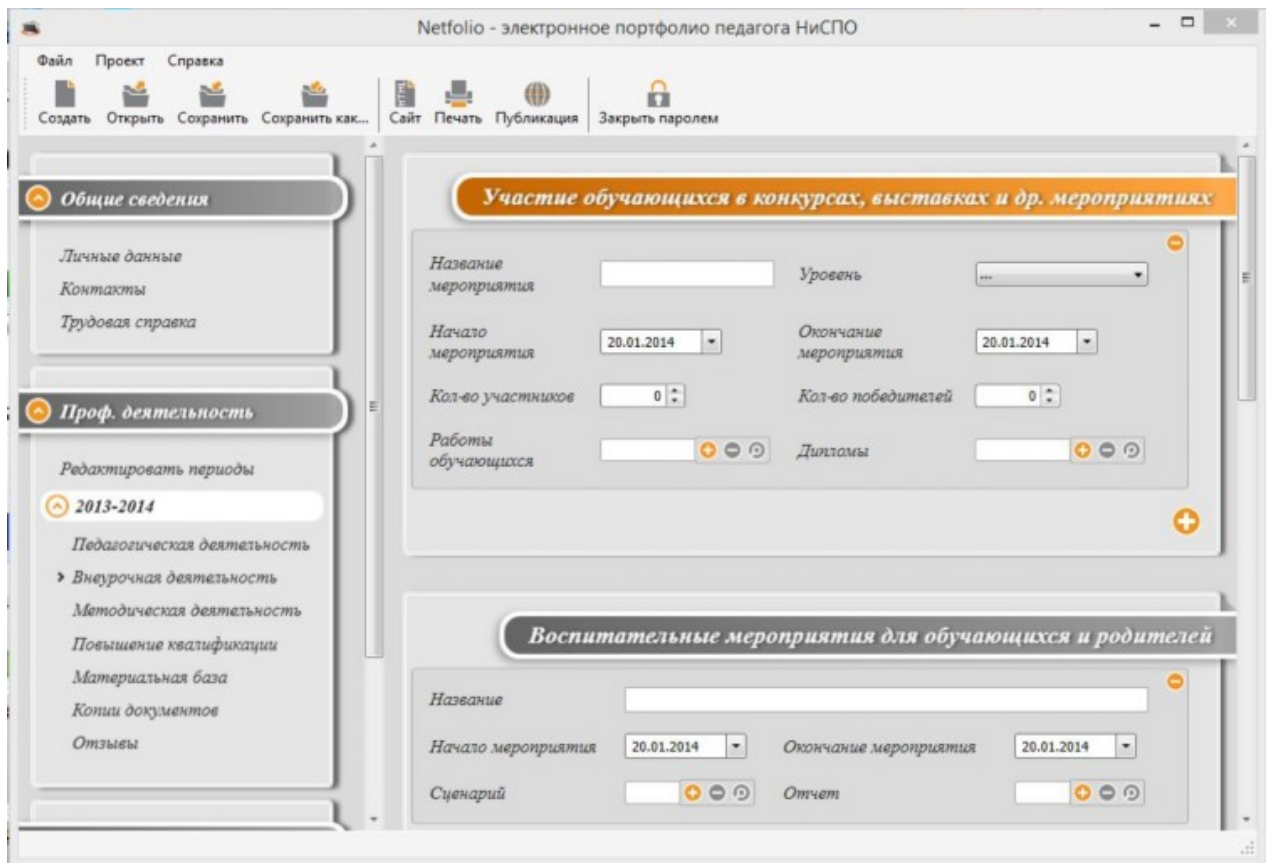 Netfolio - электронное портфолио педагога НиСПО
Файл Проект Справка
Создать Открыть Сохранить Сохранить как... Сайт Печать Публикация Закрыть паролем
HTML
Общие сведения
Личные данные
Контакты
Трудовая справка
Проф. деятельность
Редактировать периоды
2013-2014
Педагогическая деятельность
Внеурочная деятельность
Методическая деятельность
Повышение квалификации
Материальная база
Копии документов
Отзывы
Участие обучающихся в конкурсах, выставках и др. мероприятиях
Название
мероприятия
Уровень
...
Начало
мероприятия
20.01.2014
Окончание
мероприятия
20.01.2014
Кол-во участников
0
Кол-во победителей
0
Работы
обучающихся
Дипломы
Воспитательные мероприятия для обучающихся и родителей
Название
Начало мероприятия
20.01.2014
Окончание мероприятия
20.01.2014
Сценарий
Отчет